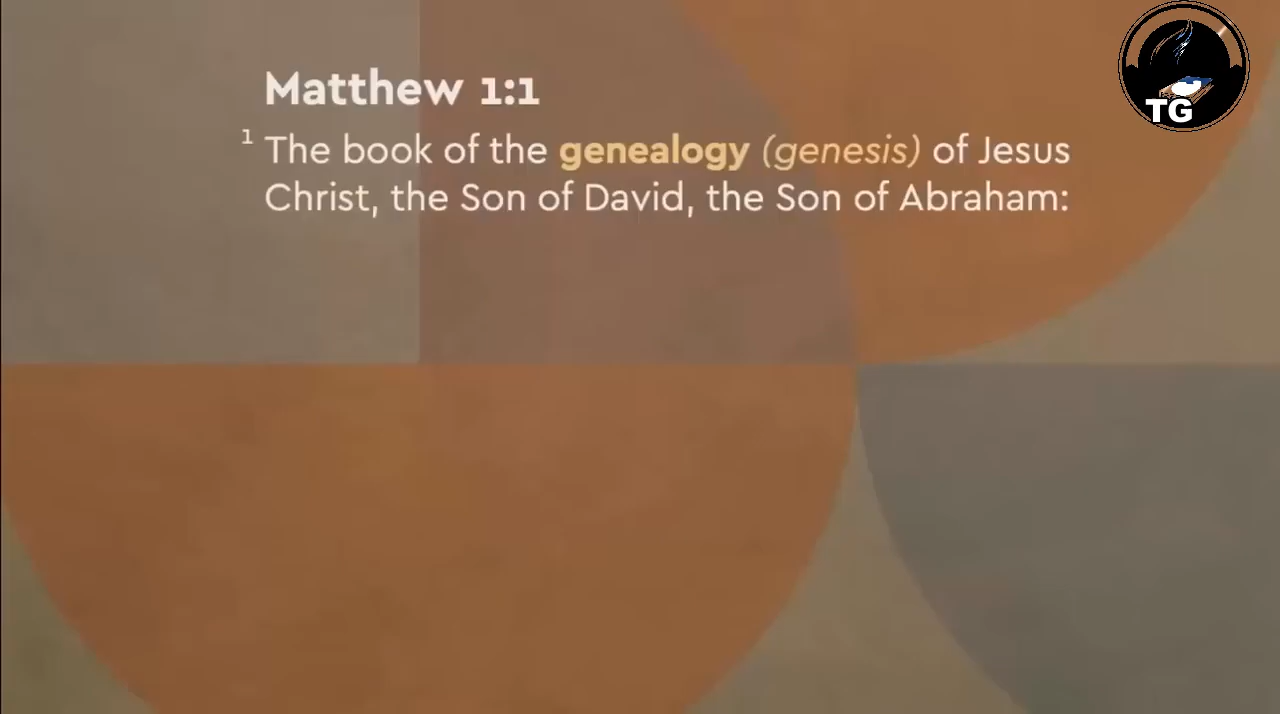 Matthew 1:1
1 The book of the genealogy (genesis) of Jesus
Christ, the Son of David, the Son of Abraham:
TG